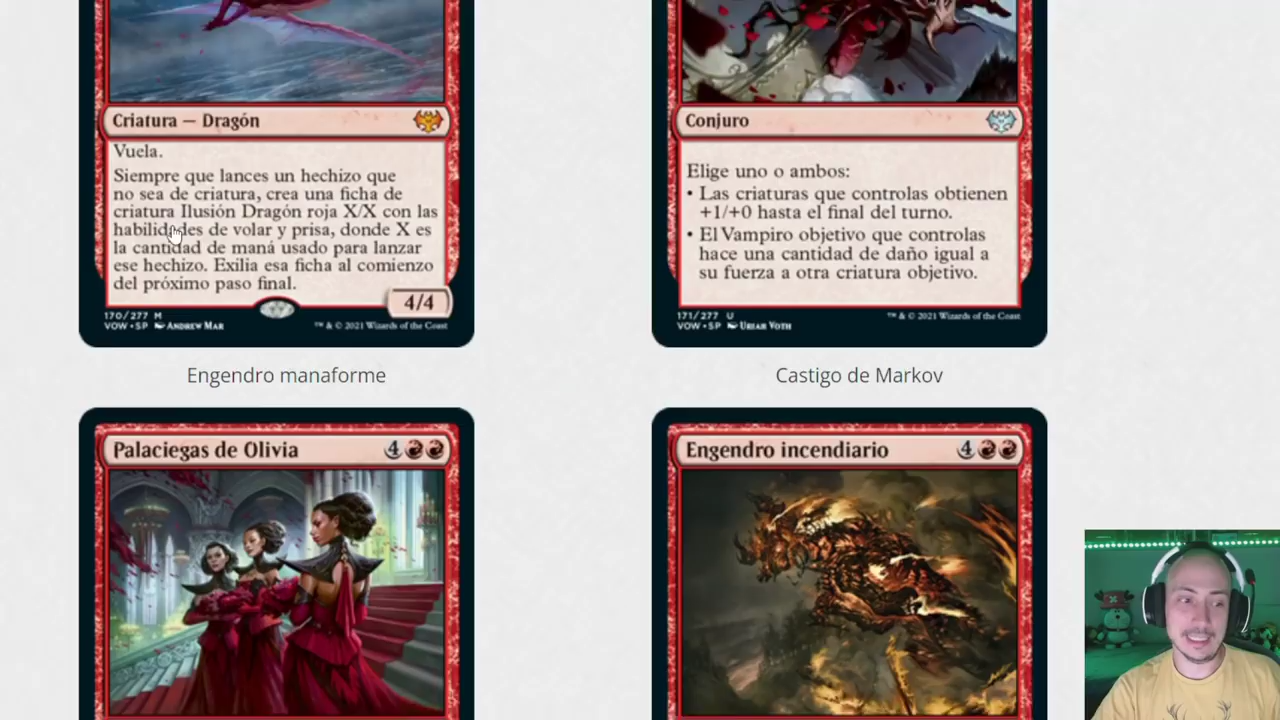 Criatura — Dragón
Vuela.
Siempre que lances un hechizo que
no sea de criatura, crea una ficha de
criatura Ilusión Dragón roja X/X con las
habilidades de volar y prisa, donde X es
la cantidad de maná usado para lanzar
ese hechizo. Exilia esa ficha al comienzo
del próximo paso final.
4/4
170/277 M
VOW • SP Andrew Mar
™ & © 2021 Wizards of the Coast
Engendro manaforme
Conjuro
Elige uno o ambos:
• Las criaturas que controlas obtienen
+1/+0 hasta el final del turno.
• El Vampiro objetivo que controlas
hace una cantidad de daño igual a
su fuerza a otra criatura objetivo.
171/277 U
VOW • SP Uriah Voth
™ & © 2021 Wizards of the Coast
Castigo de Markov
Palaciegas de Olivia 4
Engendro incendiario 4